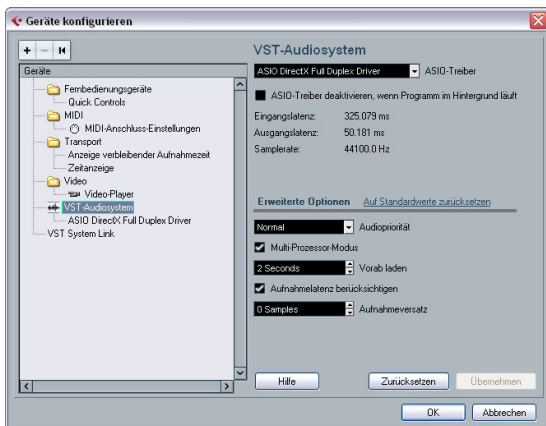 Geräte konfigurieren
Geräte
Fernbedienungsgeräte
Quick Controls
MIDI
MIDI-Anschluss-Einstellungen
Transport
Anzeige verbleibender Aufnahmezeit
Zeitanzeige
Video
Video-Player
VST-Audiosystem
ASIO DirectX Full Duplex Driver
VST System Link
VST-Audiosystem
ASIO DirectX Full Duplex Driver ASIO-Treiber
ASIO-Treiber deaktivieren, wenn Programm im Hintergrund läuft
Eingangslatenz: 325.079 ms
Ausgangslatenz: 50.181 ms
Samplerate: 44100.0 Hz
Erweiterte Optionen Auf Standardwerte zurücksetzen
Normal Audiopriorität
Multi-Prozessor-Modus
2 Seconds Vorab laden
Aufnahmelatenz berücksichtigen
0 Samples Aufnahmeversatz
Hilfe Zurücksetzen Übernehmen
OK Abbrechen